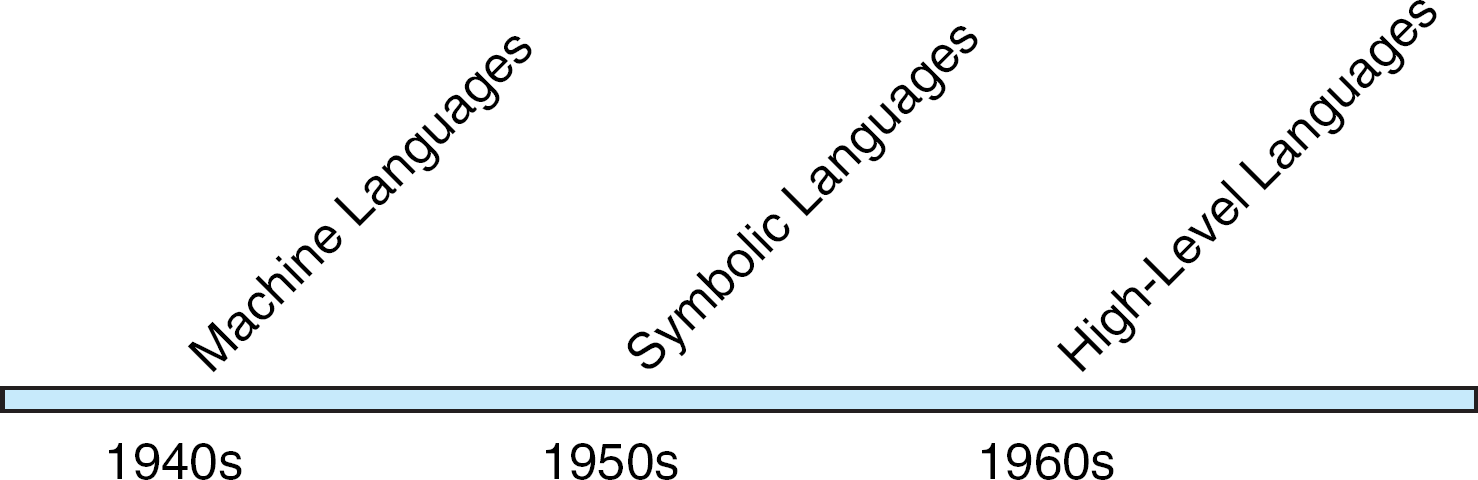 Machine Languages
Symbolic Languages
High-Level Languages
1940s
1950s
1960s